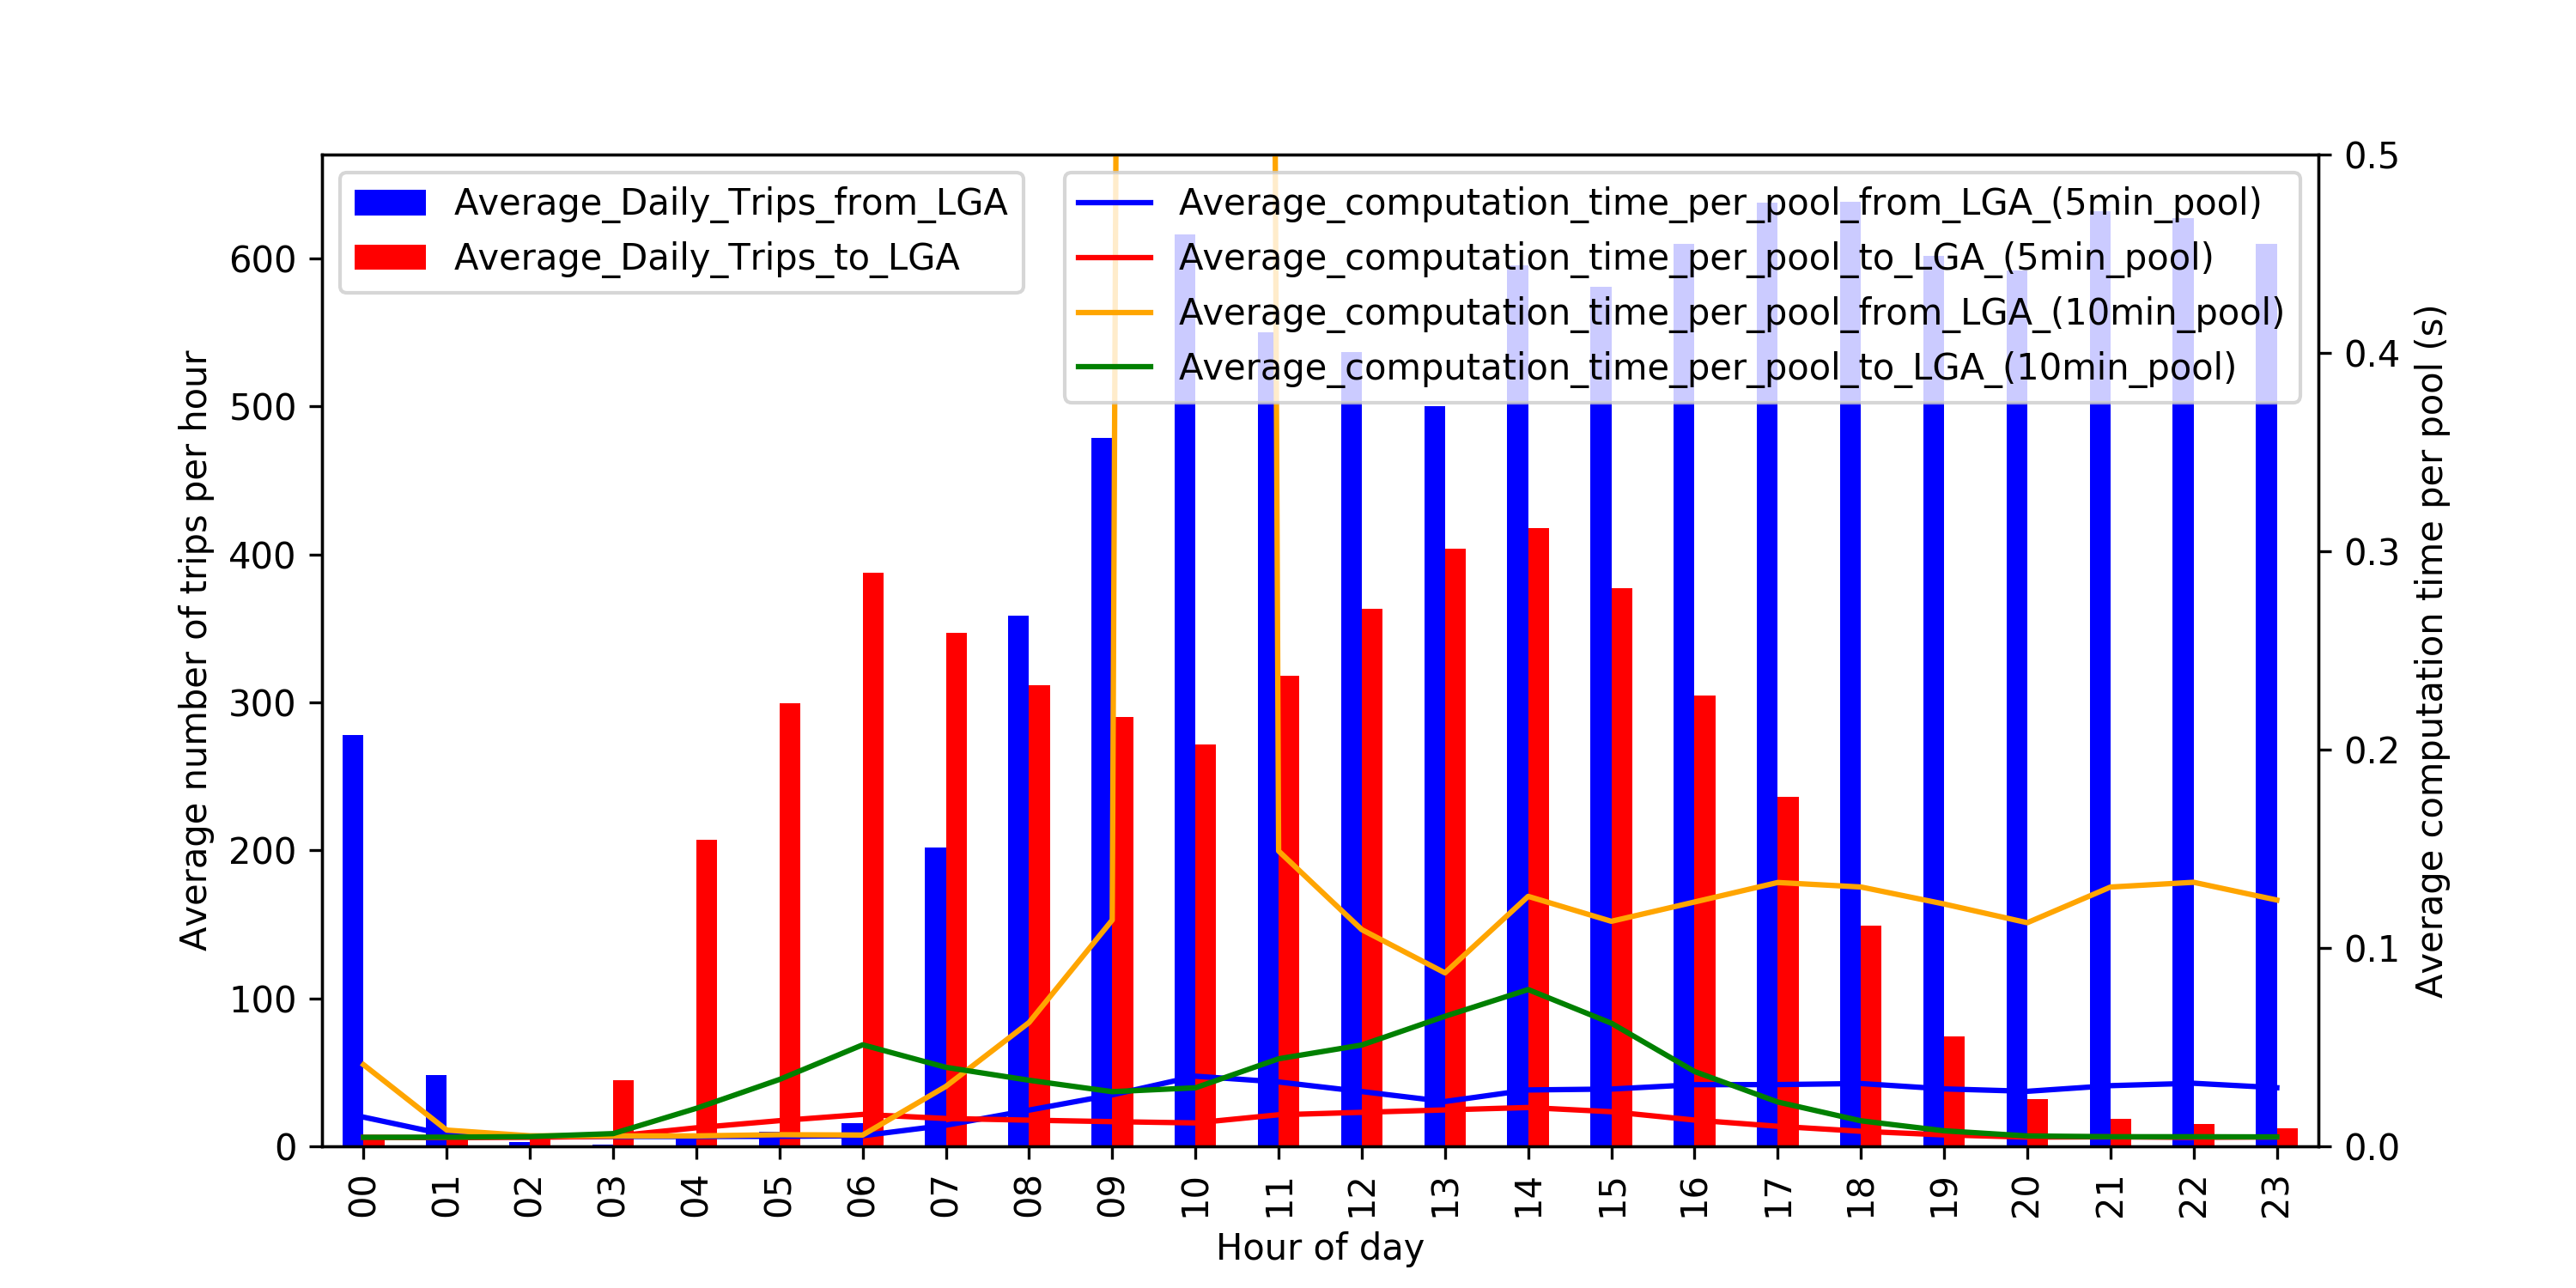 Average_Daily_Trips_from_LGA
Average_Daily_Trips_to_LGA
Average_computation_time_per_pool_from_LGA_(5min_pool)
Average_computation_time_per_pool_to_LGA_(5min_pool)
Average_computation_time_per_pool_from_LGA_(10min_pool)
Average_computation_time_per_pool_to_LGA_(10min_pool)
Average number of trips per hour
600
500
400
300
200
100
0
0.5
0.4
0.3
0.2
0.1
0.0
Average computation time per pool (s)
00 01 02 03 04 05 06 07 08 09 10 11 12 13 14 15 16 17 18 19 20 21 22 23
Hour of day